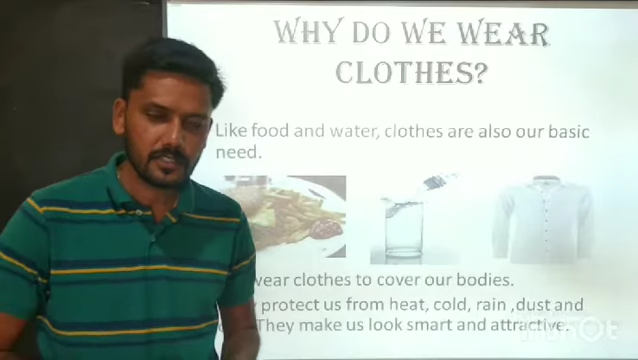 WHY DO WE WEAR
CLOTHES?
Like food and water, clothes are also our basic
need.
wear clothes to cover our bodies.
protect us from heat, cold, rain ,dust and
They make us look smart and attractive.